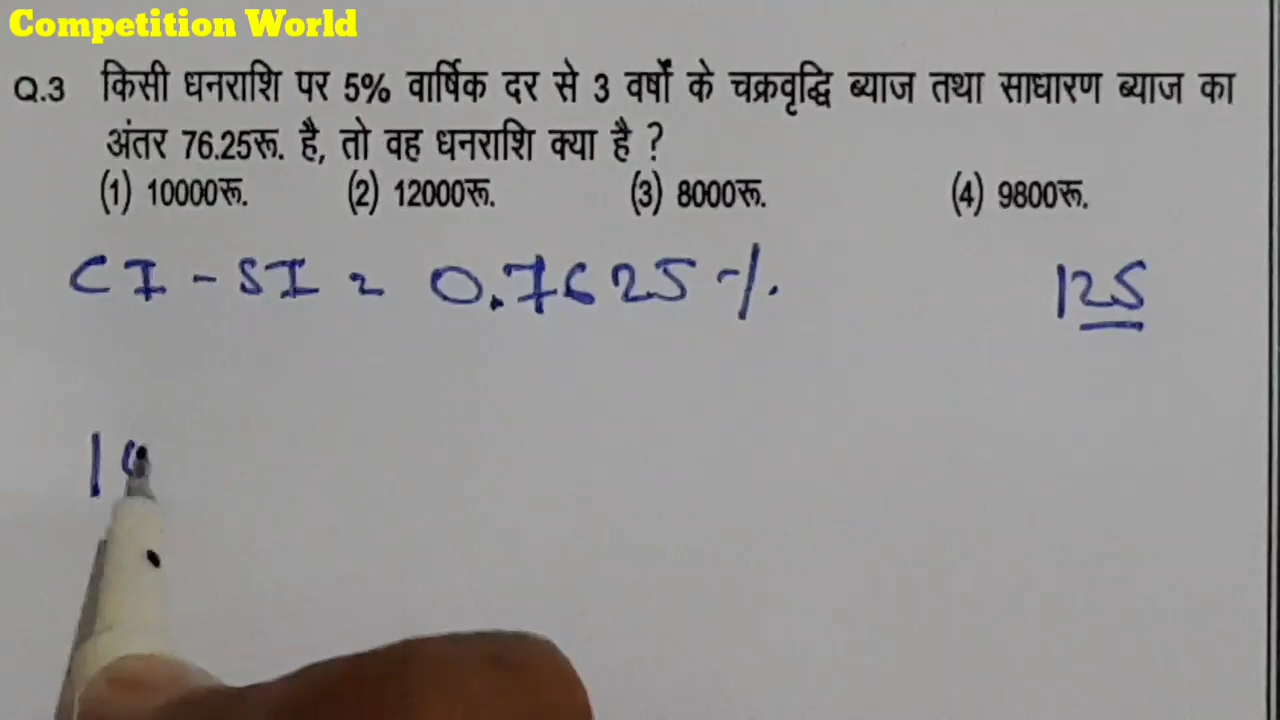 Competition World
Q.3 किसी धनराशि पर 5% वार्षिक दर से 3 वर्षों के चक्रवृद्धि ब्याज तथा साधारण ब्याज का
अंतर 76.25रू. है, तो वह धनराशि क्या है ?
(1) 10000रू. (2) 12000रू. (3) 8000रू. (4) 9800रू.
CI - SI = 0.7625 %. 125